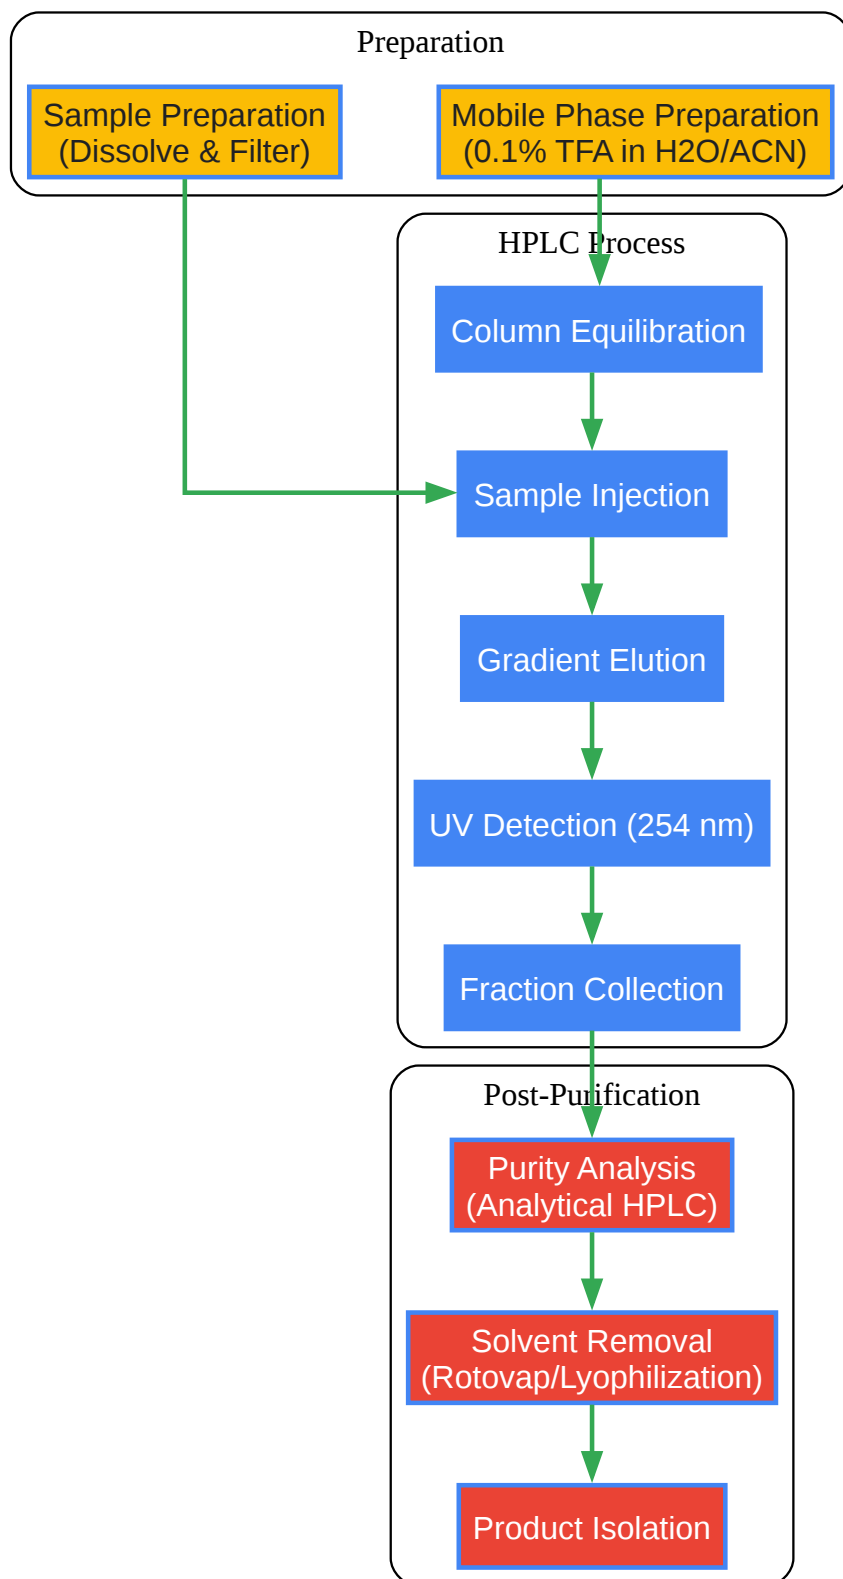 Preparation
Sample Preparation
(Dissolve & Filter)
Mobile Phase Preparation
(0.1% TFA in H2O/ACN)
HPLC Process
Column Equilibration
Sample Injection
Gradient Elution
UV Detection (254 nm)
Fraction Collection
Post-Purification
Purity Analysis
(Analytical HPLC)
Solvent Removal
(Rotovap/Lyophilization)
Product Isolation